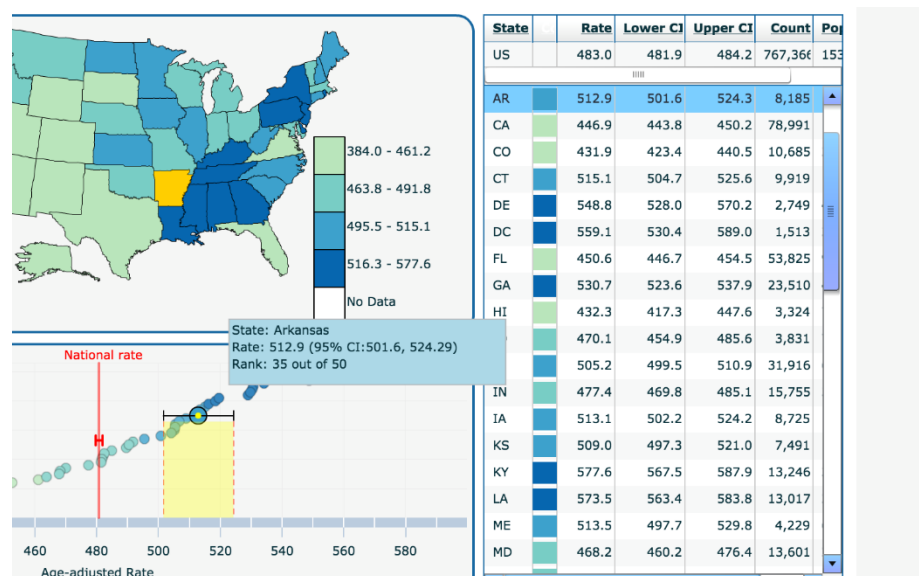 384.0 - 461.2
463.8 - 491.8
495.5 - 515.1
516.3 - 577.6
No Data
State: Arkansas
Rate: 512.9 (95% CI:501.6, 524.29)
Rank: 35 out of 50
National rate
460 480 500 520 540 560 580
Age-adjusted Rate
State Rate Lower CI Upper CI Count
US 483.0 481.9 484.2 767,366 153
AR 512.9 501.6 524.3 8,185
CA 446.9 443.8 450.2 78,991
CO 431.9 423.4 440.5 10,685
CT 515.1 504.7 525.6 9,919
DE 548.8 528.0 570.2 2,749
DC 559.1 530.4 589.0 1,513
FL 450.6 446.7 454.5 53,825
GA 530.7 523.6 537.9 23,510
HI 432.3 417.3 447.6 3,324
470.1 454.9 485.6 3,831
505.2 499.5 510.9 31,916
IN 477.4 469.8 485.1 15,755
IA 513.1 502.2 524.2 8,725
KS 509.0 497.3 521.0 7,491
KY 577.6 567.5 587.9 13,246
LA 573.5 563.4 583.8 13,017
ME 513.5 497.7 529.8 4,229
MD 468.2 460.2 476.4 13,601